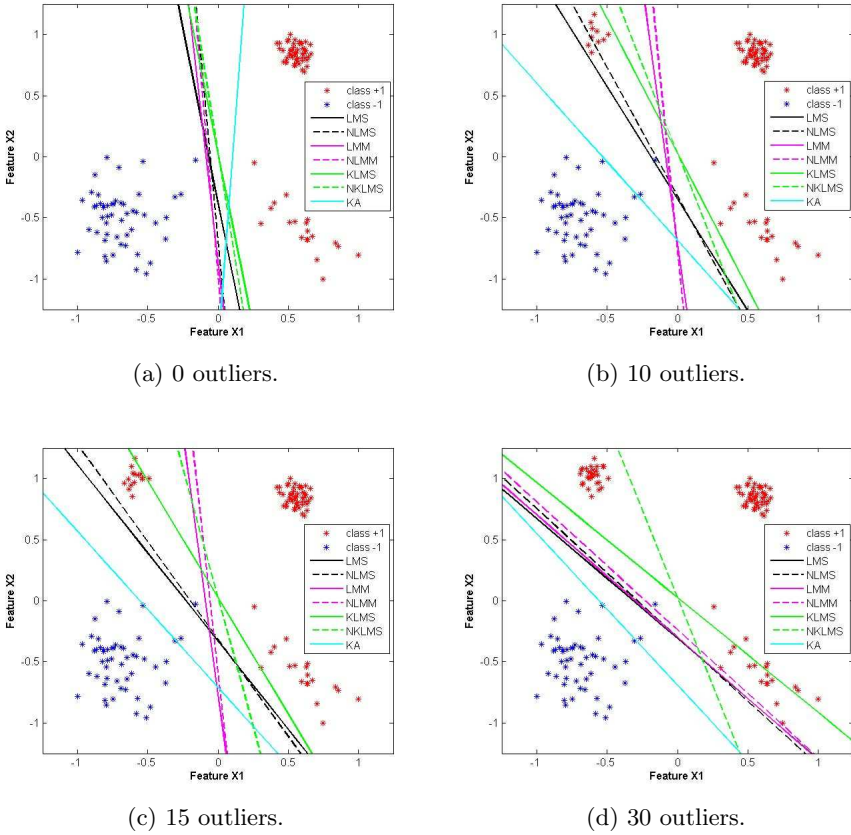 1
0.5
0
-0.5
-1
Feature X2
class +1
class -1
LMS
NLMS
LMM
NLMM
KLMS
NKLMS
KA
-1 -0.5 0 0.5 1
Feature X1
(a) 0 outliers.
1
0.5
0
-0.5
-1
Feature X2
class +1
class -1
LMS
NLMS
LMM
NLMM
KLMS
NKLMS
KA
-1 -0.5 0 0.5 1
Feature X1
(b) 10 outliers.
1
0.5
0
-0.5
-1
Feature X2
class +1
class -1
LMS
NLMS
LMM
NLMM
KLMS
NKLMS
KA
-1 -0.5 0 0.5 1
Feature X1
(c) 15 outliers.
1
0.5
0
-0.5
-1
Feature X2
class +1
class -1
LMS
NLMS
LMM
NLMM
KLMS
NKLMS
KA
-1 -0.5 0 0.5 1
Feature X1
(d) 30 outliers.